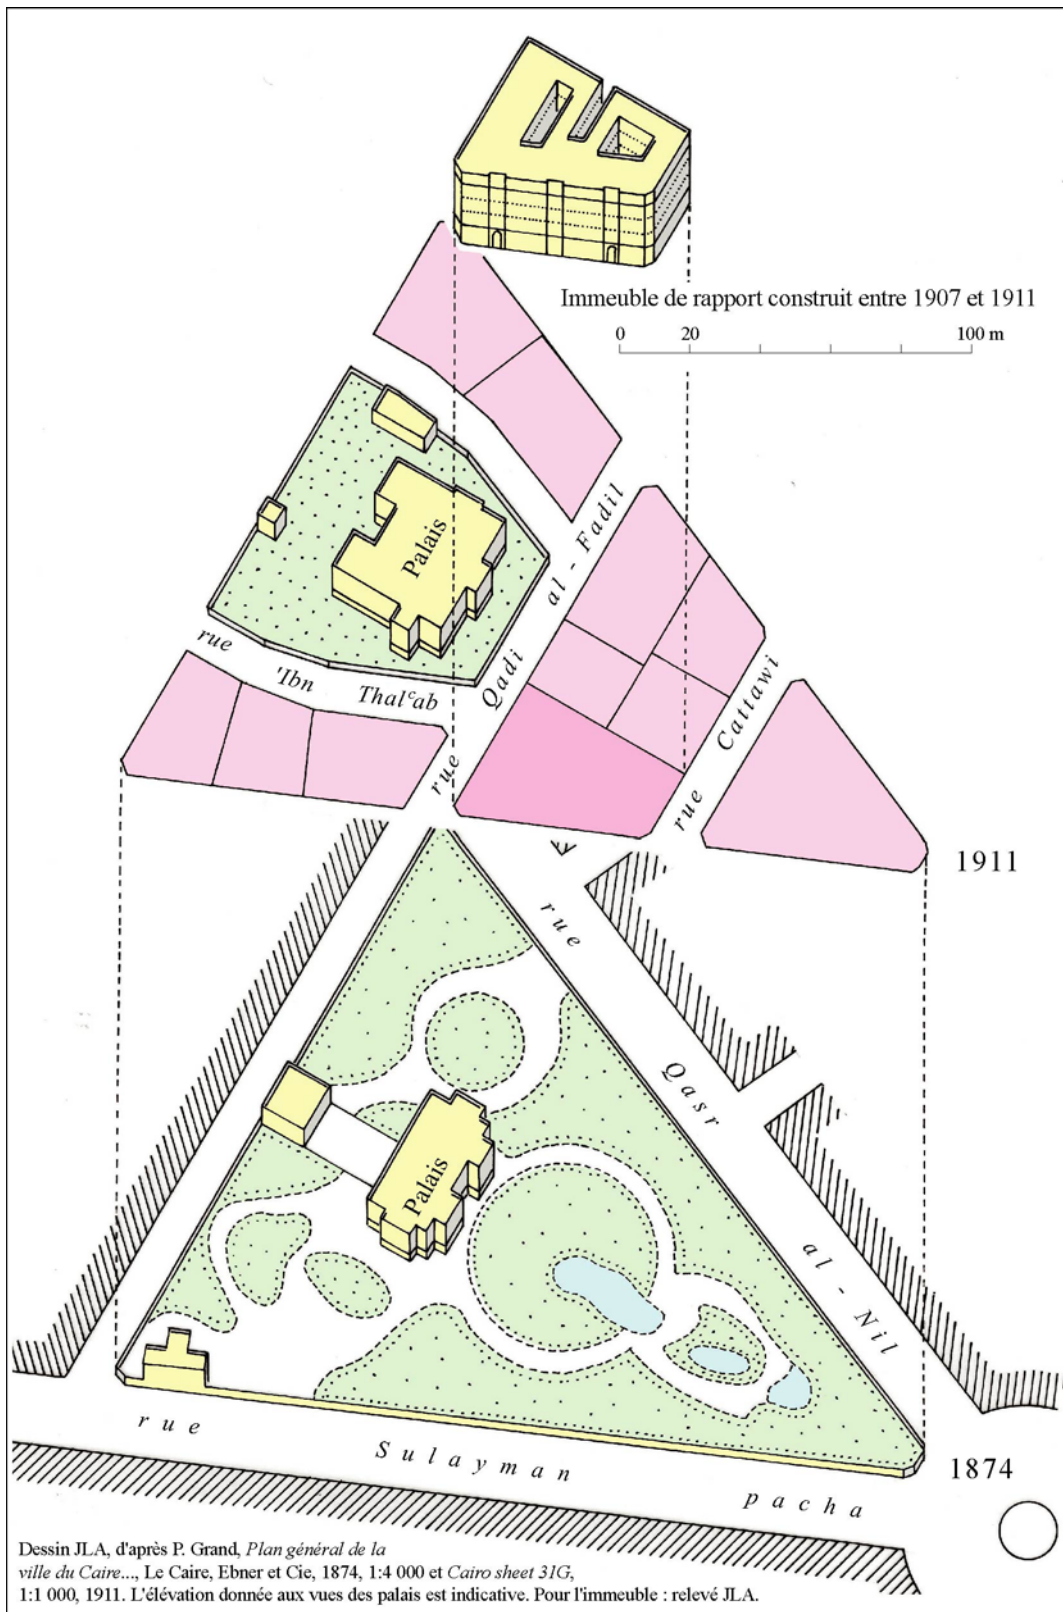 Immeuble de rapport construit entre 1907 et 1911
0 20 100 m
Palais
rue Qadi al - Fadil
rue 'Ibn Thalᶜab
rue Cattawi
1911
rue Qasr al - Nil
Palais
rue Sulayman pacha
1874
Dessin JLA, d'après P. Grand, Plan général de la
ville du Caire..., Le Caire, Ebner et Cie, 1874, 1:4 000 et Cairo sheet 31G,
1:1 000, 1911. L'élévation donnée aux vues des palais est indicative. Pour l'immeuble : relevé JLA.